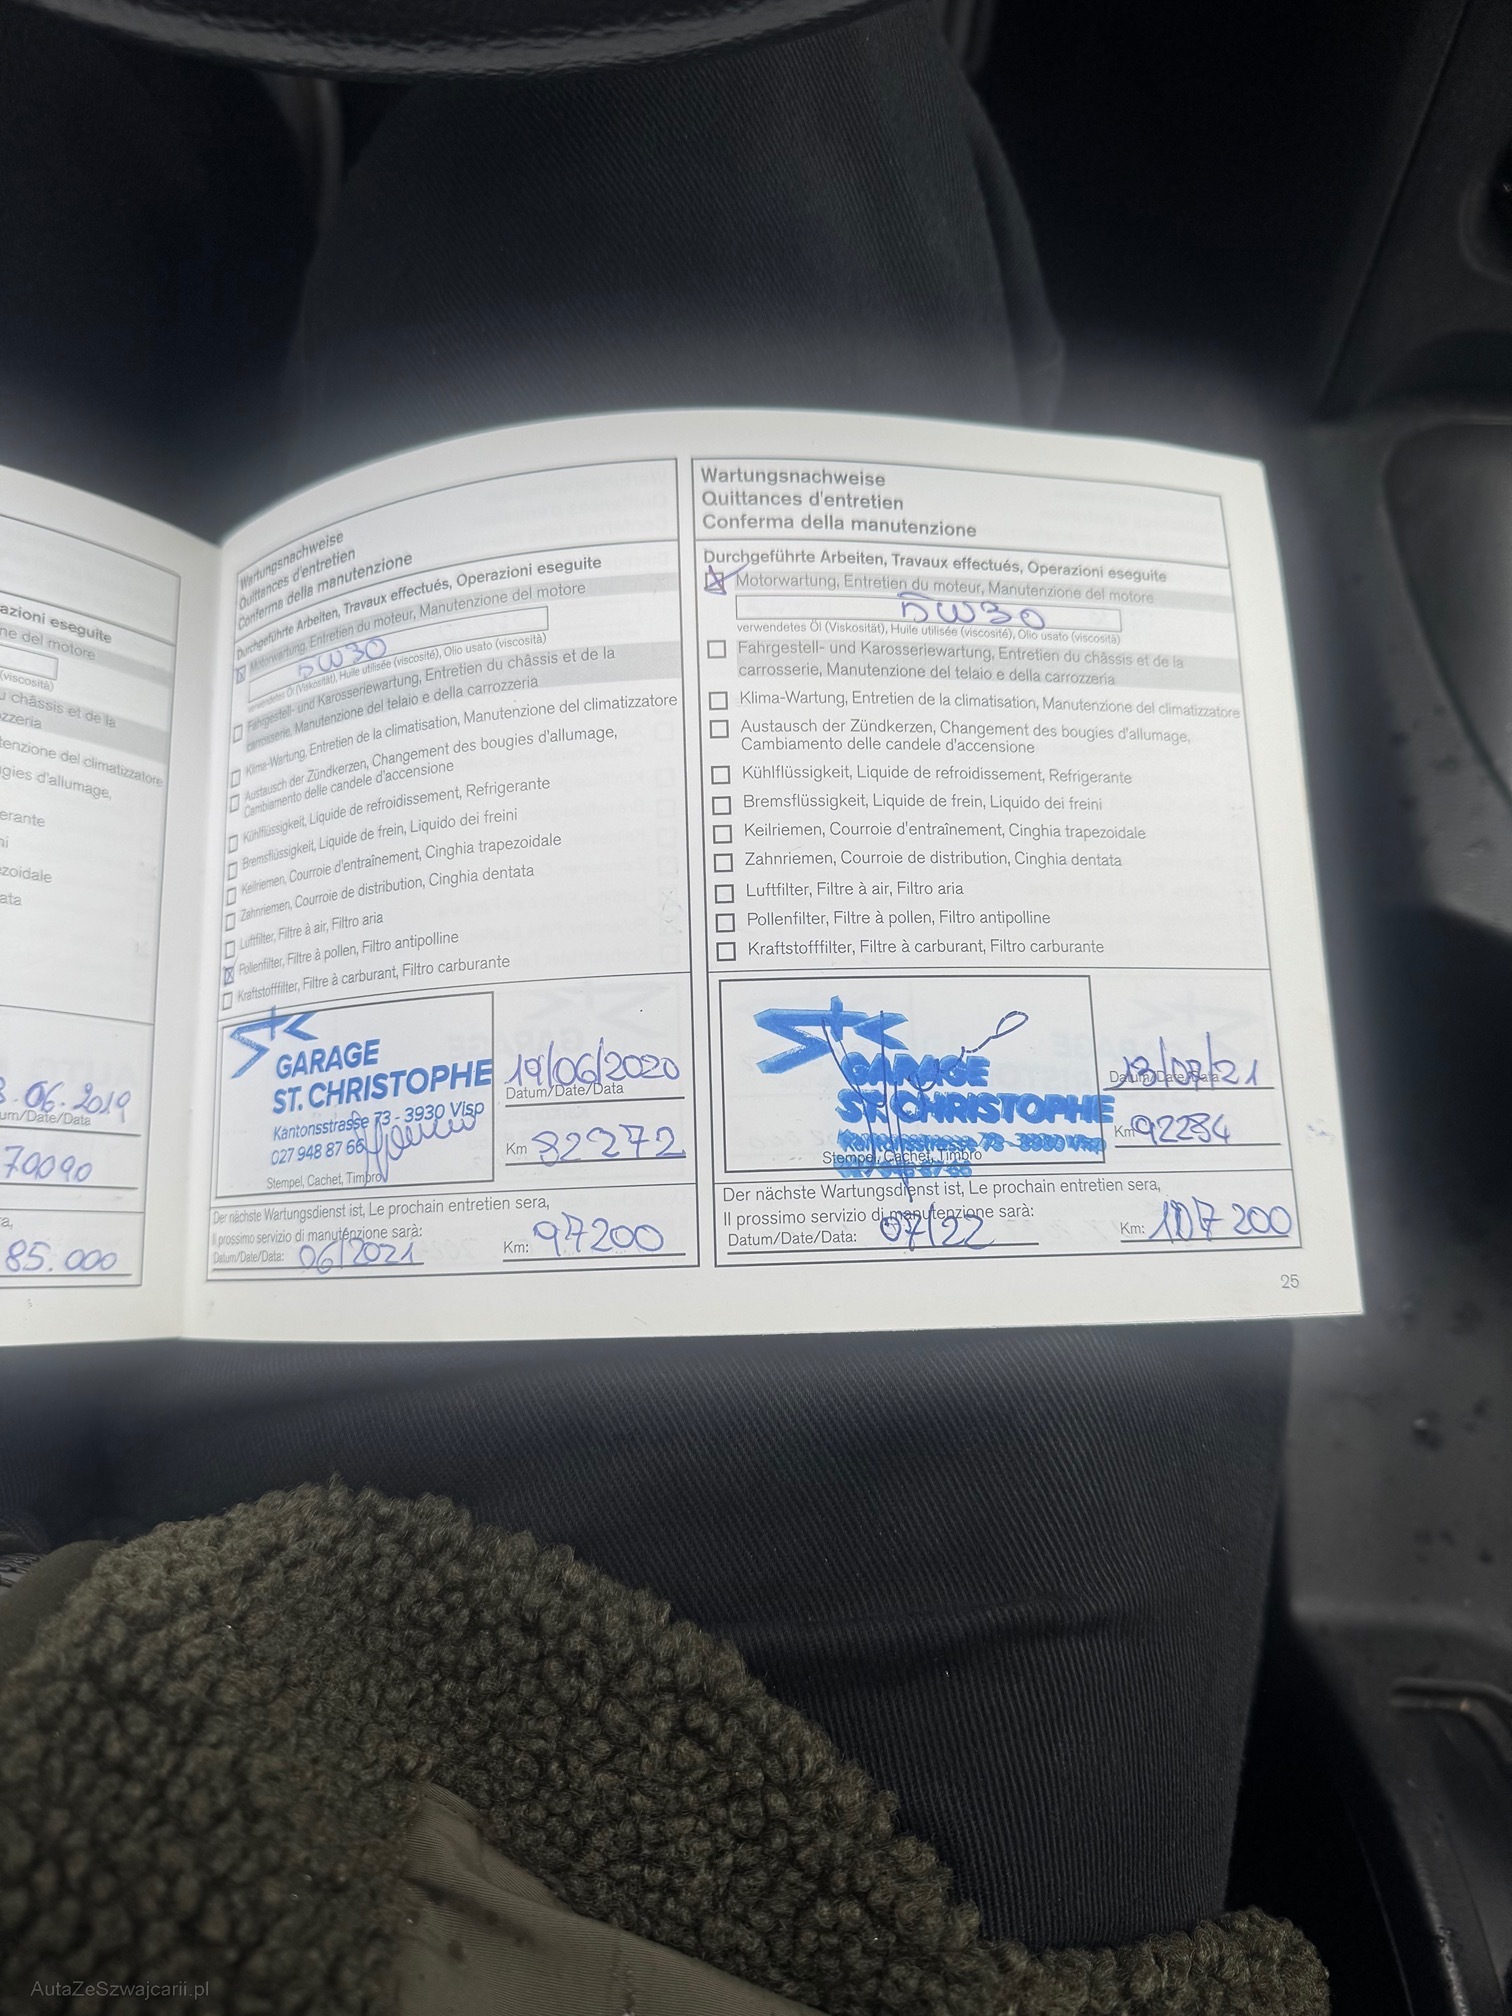 azioni eseguite
ne del motore
(viscosité)
u châssis et de la
zzeria
tenzione del climatizzatore
gies d'allumage,
erante
ni
zoidale
ata
.06.2019
um/Date/Data
70090
a,
85.000
Wartungsnachweise
Quittances d'entretien
Conferma della manutenzione
Durchgeführte Arbeiten, Travaux effectués, Operazioni eseguite
Motorwartung, Entretien du moteur, Manutenzione del motore
5W30
verwendetes Öl (Viskosität), Huile utilisée (viscosité), Olio usato (viscosità)
Fahrgestell- und Karosseriewartung, Entretien du châssis et de la
carrosserie, Manutenzione del telaio e della carrozzeria
Klima-Wartung, Entretien de la climatisation, Manutenzione del climatizzatore
Austausch der Zündkerzen, Changement des bougies d'allumage,
Cambiamento delle candele d'accensione
Kühlflüssigkeit, Liquide de refroidissement, Refrigerante
Bremsflüssigkeit, Liquide de frein, Liquido dei freini
Keilriemen, Courroie d'entraînement, Cinghia trapezoidale
Zahnriemen, Courroie de distribution, Cinghia dentata
Luftfilter, Filtre à air, Filtro aria
Pollenfilter, Filtre à pollen, Filtro antipolline
Kraftstofffilter, Filtre à carburant, Filtro carburante
GARAGE
ST. CHRISTOPHE
Kantonsstrasse 73 - 3930 Visp
027 948 87 66
Stempel, Cachet, Timbro
19/06/2020
Datum/Date/Data
Km 82272
Der nächste Wartungsdienst ist, Le prochain entretien sera,
Il prossimo servizio di manutenzione sarà:
Datum/Date/Data: 06/2021
Km: 97200
Wartungsnachweise
Quittances d'entretien
Conferma della manutenzione
Durchgeführte Arbeiten, Travaux effectués, Operazioni eseguite
Motorwartung, Entretien du moteur, Manutenzione del motore
5W30
verwendetes Öl (Viskosität), Huile utilisée (viscosité), Olio usato (viscosità)
Fahrgestell- und Karosseriewartung, Entretien du châssis et de la
carrosserie, Manutenzione del telaio e della carrozzeria
Klima-Wartung, Entretien de la climatisation, Manutenzione del climatizzatore
Austausch der Zündkerzen, Changement des bougies d'allumage,
Cambiamento delle candele d'accensione
Kühlflüssigkeit, Liquide de refroidissement, Refrigerante
Bremsflüssigkeit, Liquide de frein, Liquido dei freini
Keilriemen, Courroie d'entraînement, Cinghia trapezoidale
Zahnriemen, Courroie de distribution, Cinghia dentata
Luftfilter, Filtre à air, Filtro aria
Pollenfilter, Filtre à pollen, Filtro antipolline
Kraftstofffilter, Filtre à carburant, Filtro carburante
GARAGE
ST. CHRISTOPHE
Kantonsstrasse 73 - 3930 Visp
027 948 87 66
Stempel, Cachet, Timbro
Datum/Date/Data
Km 92284
Der nächste Wartungsdienst ist, Le prochain entretien sera,
Il prossimo servizio di manutenzione sarà:
Datum/Date/Data: 07/22
Km: 107200
25
AutaZeSzwajcarii.pl